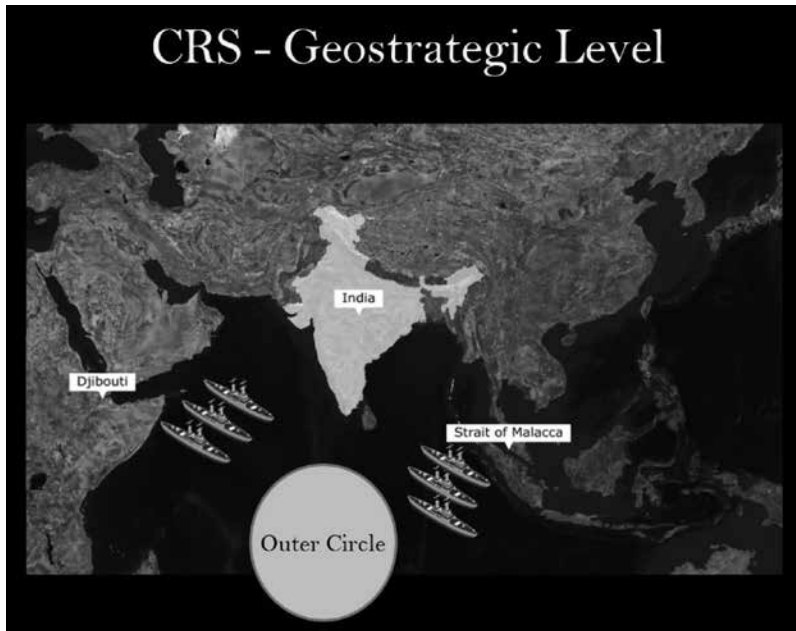 CRS - Geostrategic Level
India
Djibouti
Strait of Malacca
Outer Circle